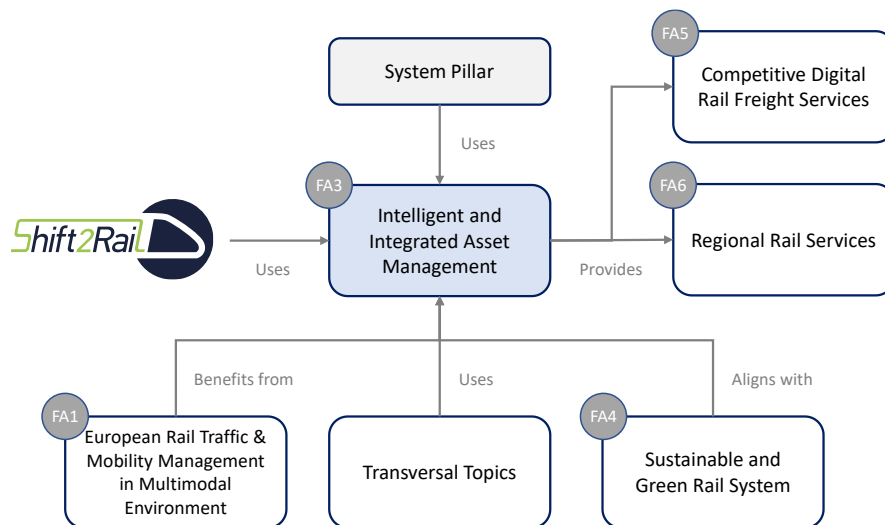 FA5
System Pillar
Competitive Digital
Rail Freight Services
Uses
FA3
FA6
Intelligent and
Integrated Asset
Management
Regional Rail Services
Shift2Rail
Uses
Provides
Benefits from
Uses
Aligns with
FA1
FA4
European Rail Traffic &
Mobility Management
in Multimodal
Environment
Transversal Topics
Sustainable and
Green Rail System